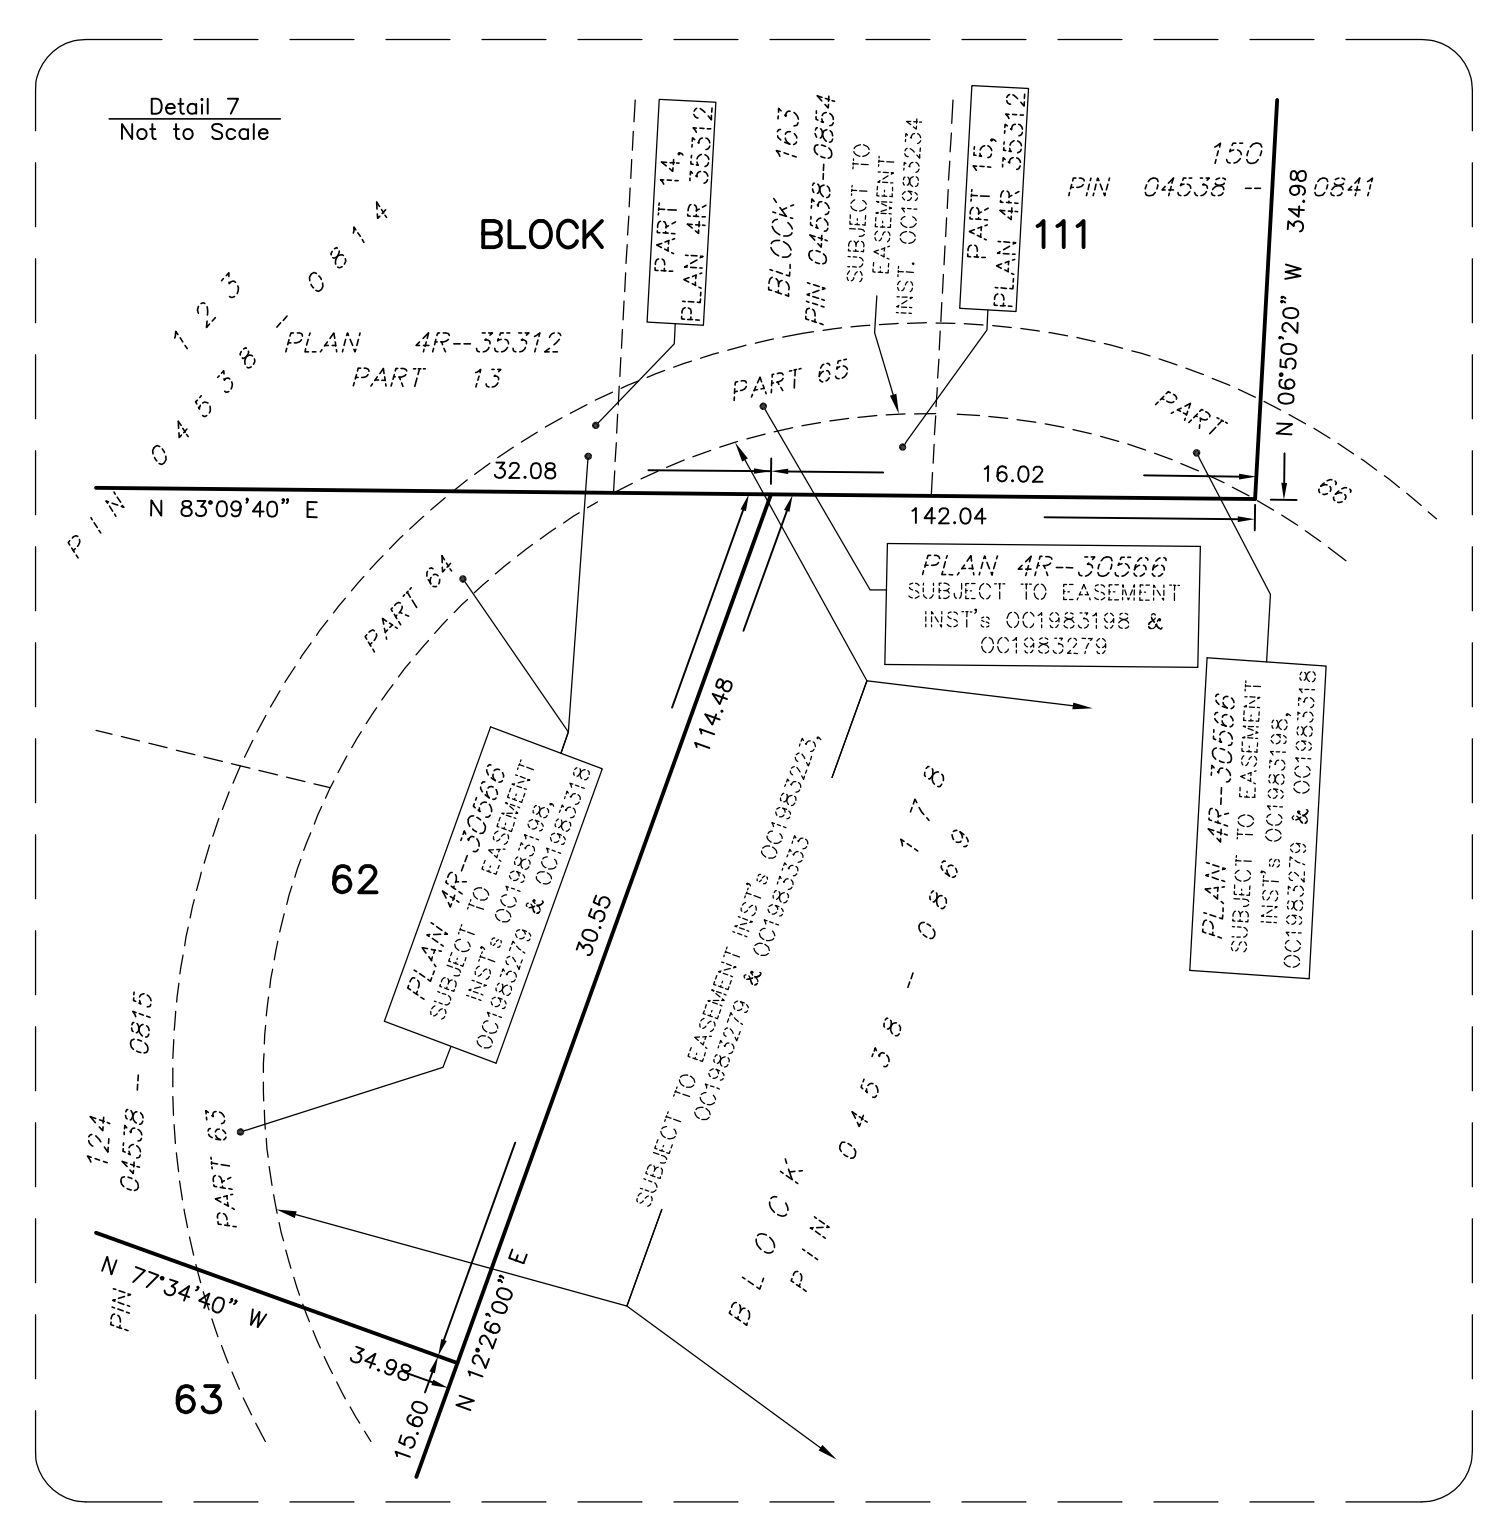 Detail 7
Not to Scale
BLOCK
111
PART 14,
PLAN 4R 35312
BLOCK 163
PIN 04538--0854
SUBJECT TO
EASEMENT
INST. OC1983234
PART 15,
PLAN 4R 35312
150
PIN 04538 -- 0841
N 06°50'20" W 34.98
123
PIN 04538 - 0814
PLAN 4R--35312
PART 13
PART 65
PART 66
32.08
16.02
N 83°09'40" E
142.04
PLAN 4R--30566
SUBJECT TO EASEMENT
INST's OC1983198 &
OC1983279
PART 64
114.48
PLAN 4R--30566
SUBJECT TO EASEMENT
INST's OC1983198,
OC1983279 & OC1983318
PLAN 4R--30566
SUBJECT TO EASEMENT
INST's OC1983198,
OC1983279 & OC1983318
62
30.55
SUBJECT TO EASEMENT INST's OC1983223,
OC1983279 & OC1983333
BLOCK 178
PIN 04538 -- 0869
124
PIN 04538 -- 0815
PART 63
N 77°34'40" W
34.98
N 12°26'00" E
15.60
63